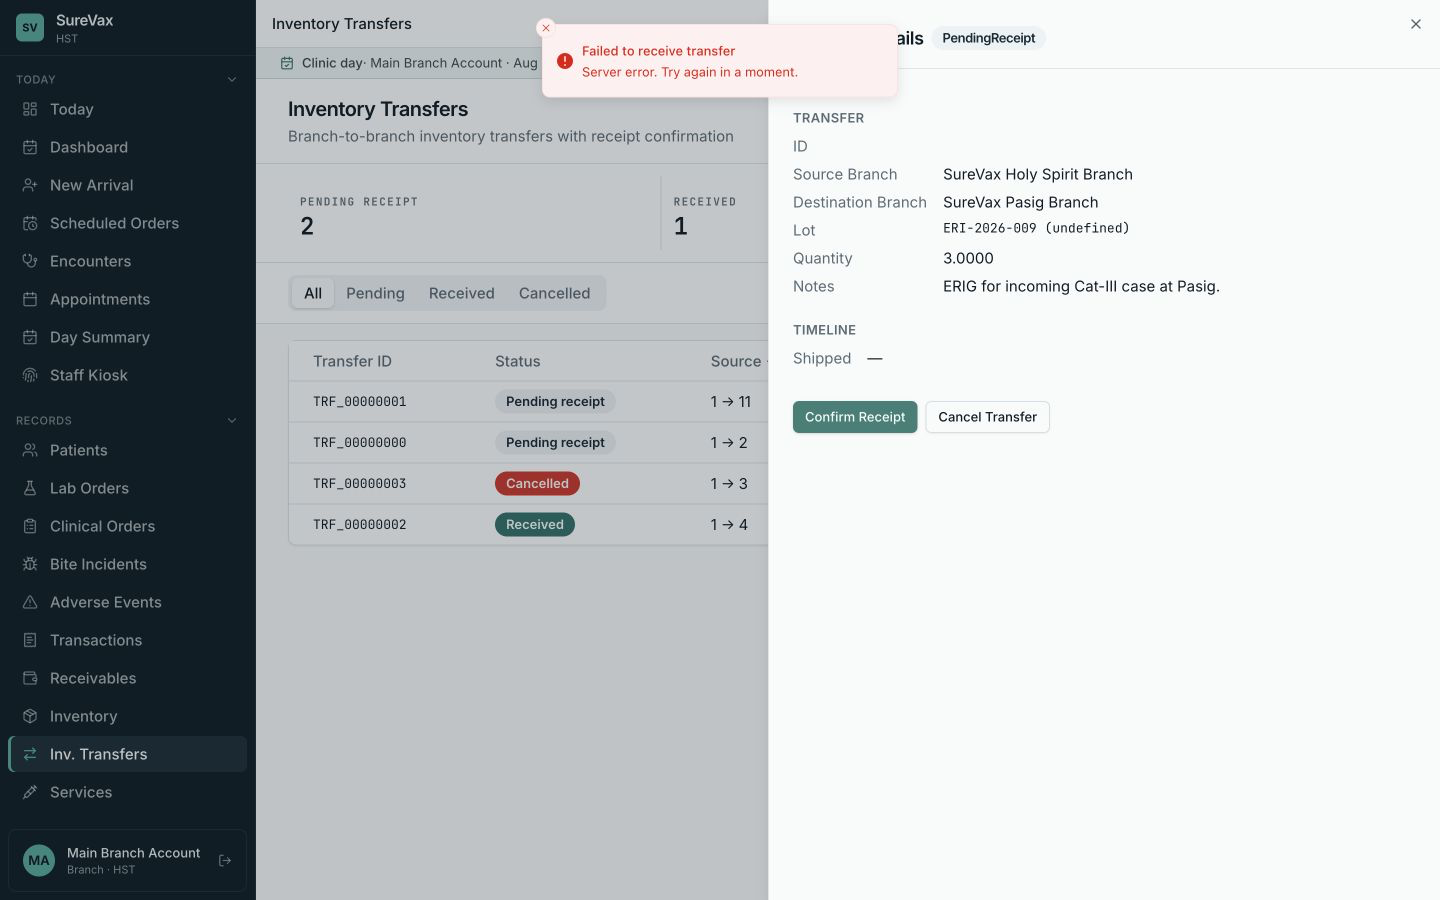 SV
SureVax
HST
TODAY
Today
Dashboard
New Arrival
Scheduled Orders
Encounters
Appointments
Day Summary
Staff Kiosk
RECORDS
Patients
Lab Orders
Clinical Orders
Bite Incidents
Adverse Events
Transactions
Receivables
Inventory
Inv. Transfers
Services
MA
Main Branch Account
Branch · HST
Inventory Transfers
Clinic day · Main Branch Account · Aug
Inventory Transfers
Branch-to-branch inventory transfers with receipt confirmation
PENDING RECEIPT
2
RECEIVED
1
All Pending Received Cancelled
Transfer ID Status Source
TRF_00000001 Pending receipt 1 → 11
TRF_00000000 Pending receipt 1 → 2
TRF_00000003 Cancelled 1 → 3
TRF_00000002 Received 1 → 4
Failed to receive transfer
Server error. Try again in a moment.
ails PendingReceipt
TRANSFER
ID
Source Branch SureVax Holy Spirit Branch
Destination Branch SureVax Pasig Branch
Lot ERI-2026-009 (undefined)
Quantity 3.0000
Notes ERIG for incoming Cat-III case at Pasig.
TIMELINE
Shipped —
Confirm Receipt Cancel Transfer